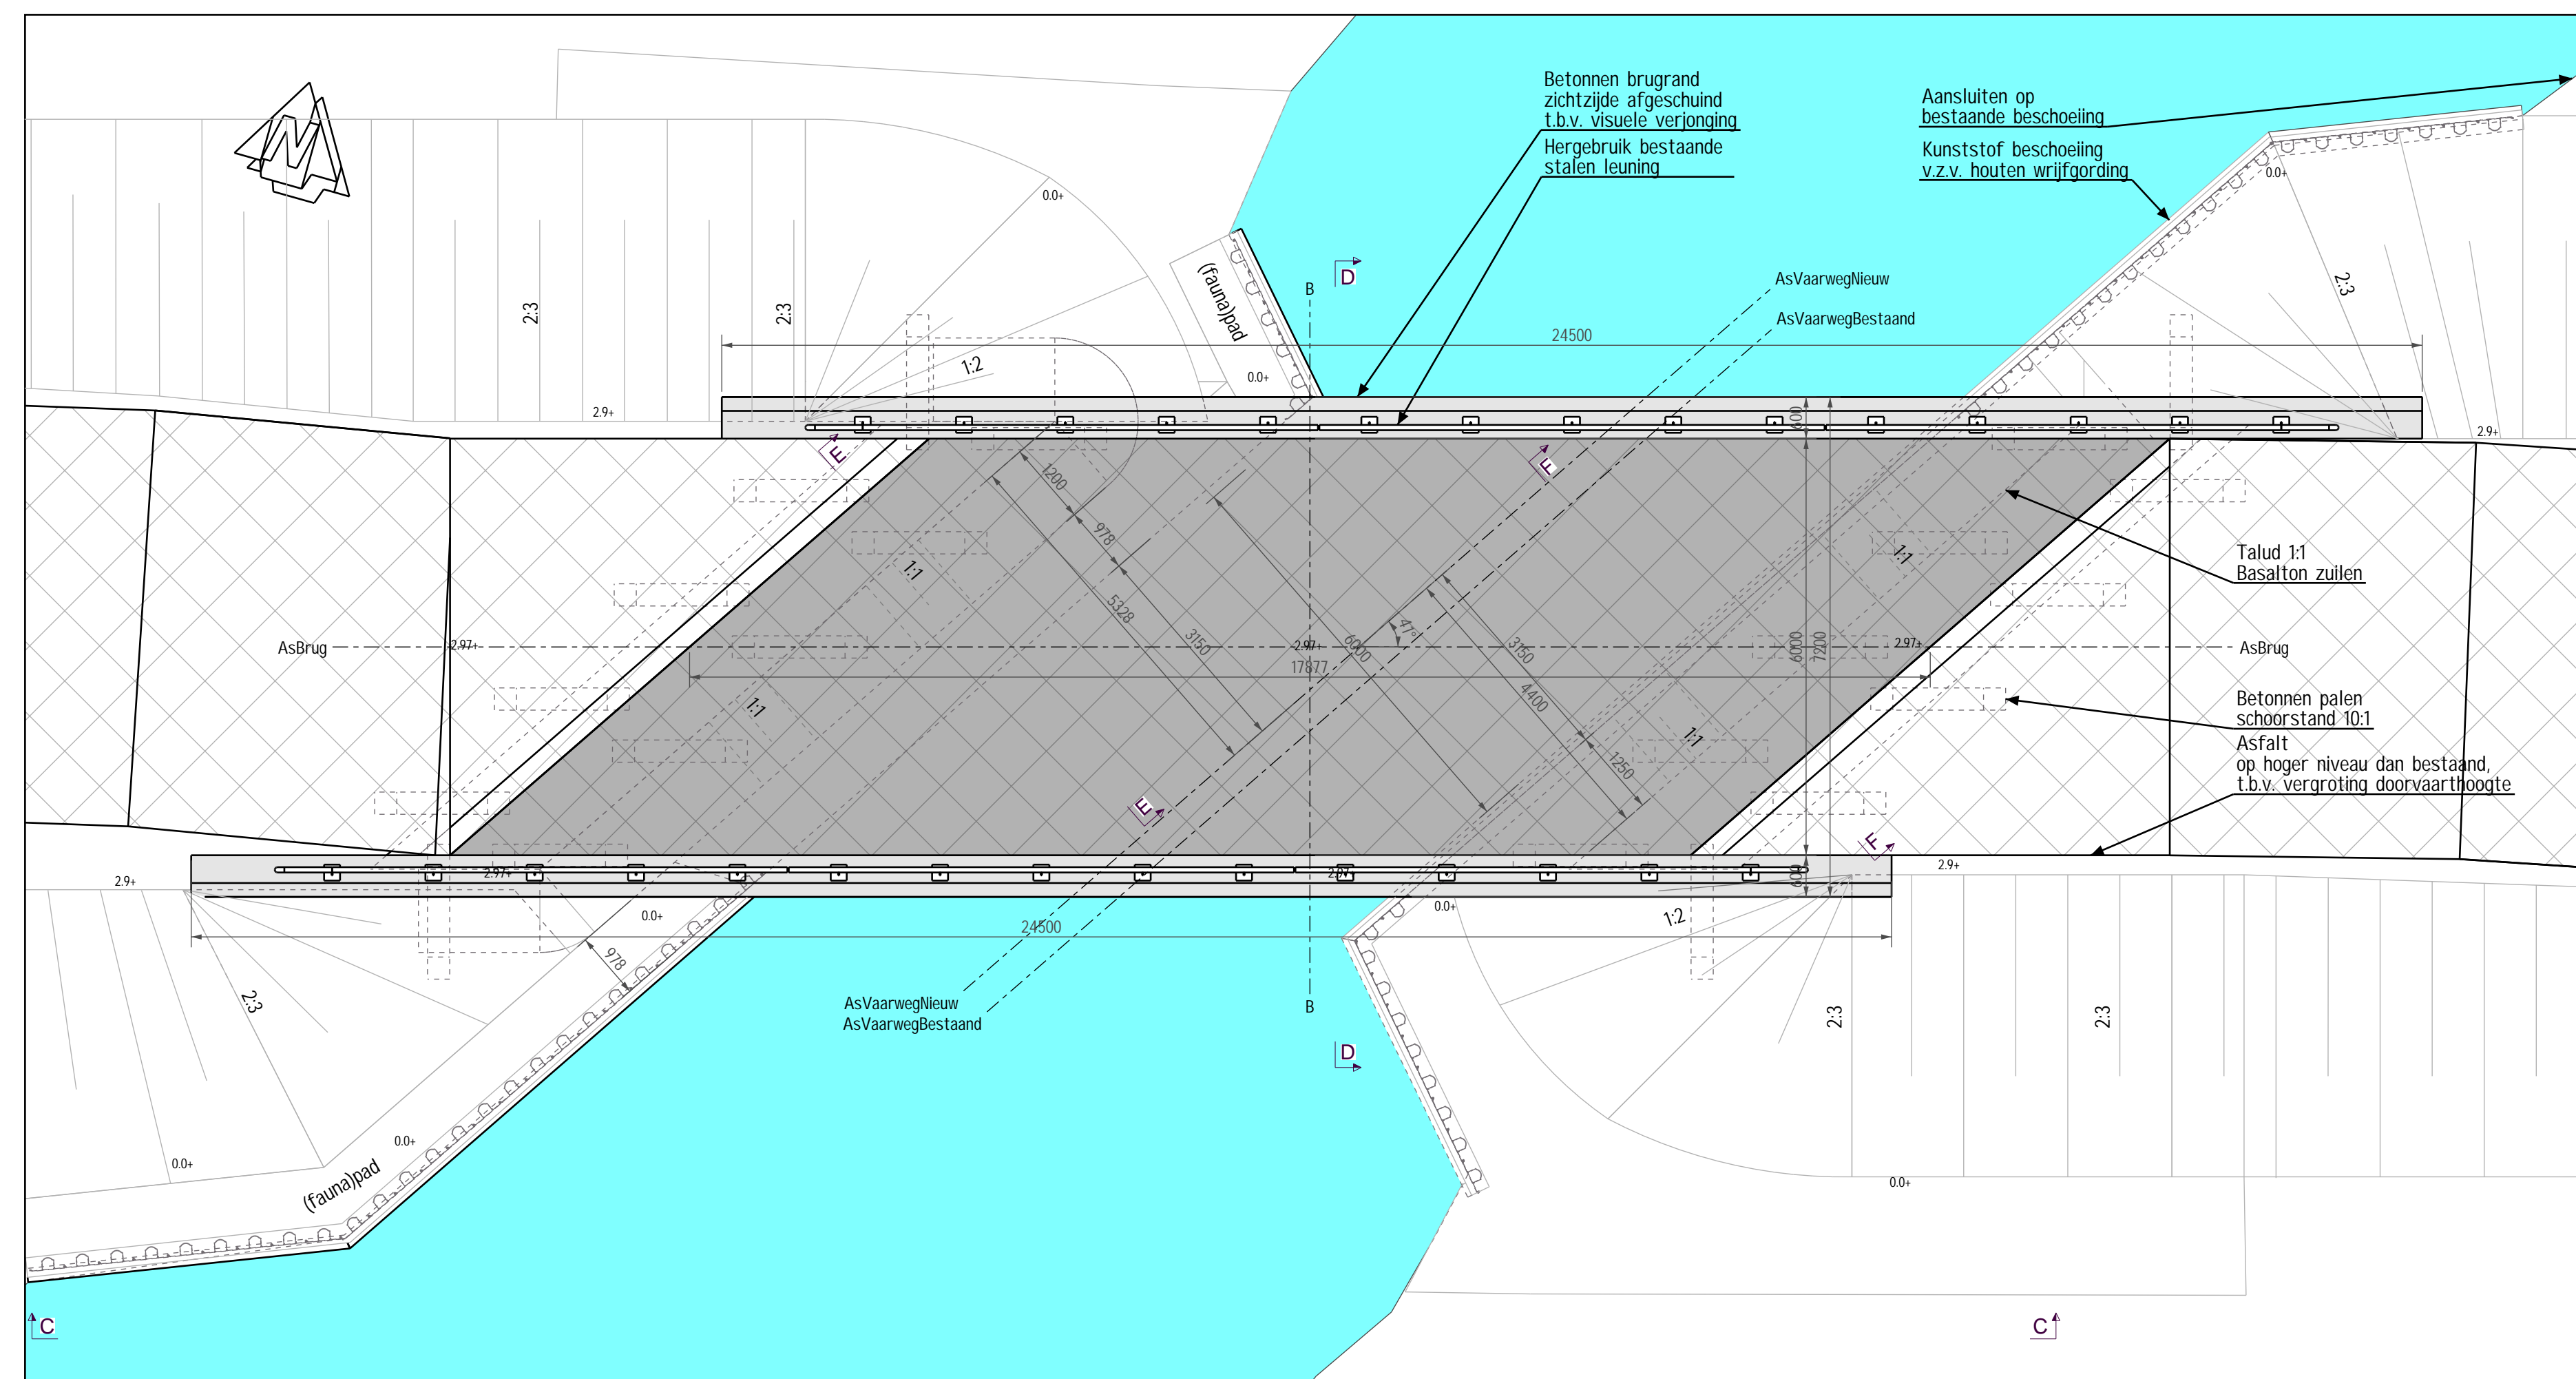 N
Betonnen brugrand
zichtzijde afgeschuind
t.b.v. visuele verjonging
Hergebruik bestaande
stalen leuning
Aansluiten op
bestaande beschoeiing
Kunststof beschoeiing
v.z.v. houten wrijfgording
0.0+
0.0+
(fauna)pad
D
B
AsVaarwegNieuw
AsVaarwegBestaand
2:3
2:3
2:3
24500
1:2
0.0+
2.9+
600
2.9+
E
F
1200
978
5328
3150
6000
47°
3150
4400
1250
1:1
1:1
1:1
1:1
Talud 1:1
Basalton zuilen
AsBrug
2.97+
2.97+
2.97+
AsBrug
17877
6000
7200
Betonnen palen
schoorstand 10:1
Asfalt
op hoger niveau dan bestaand,
t.b.v. vergroting doorvaarthoogte
E
F
2.9+
2.97+
2.97+
600
2.9+
0.0+
0.0+
24500
1:2
978
2:3
AsVaarwegNieuw
AsVaarwegBestaand
B
2:3
2:3
D
0.0+
0.0+
(fauna)pad
0.0+
C
C